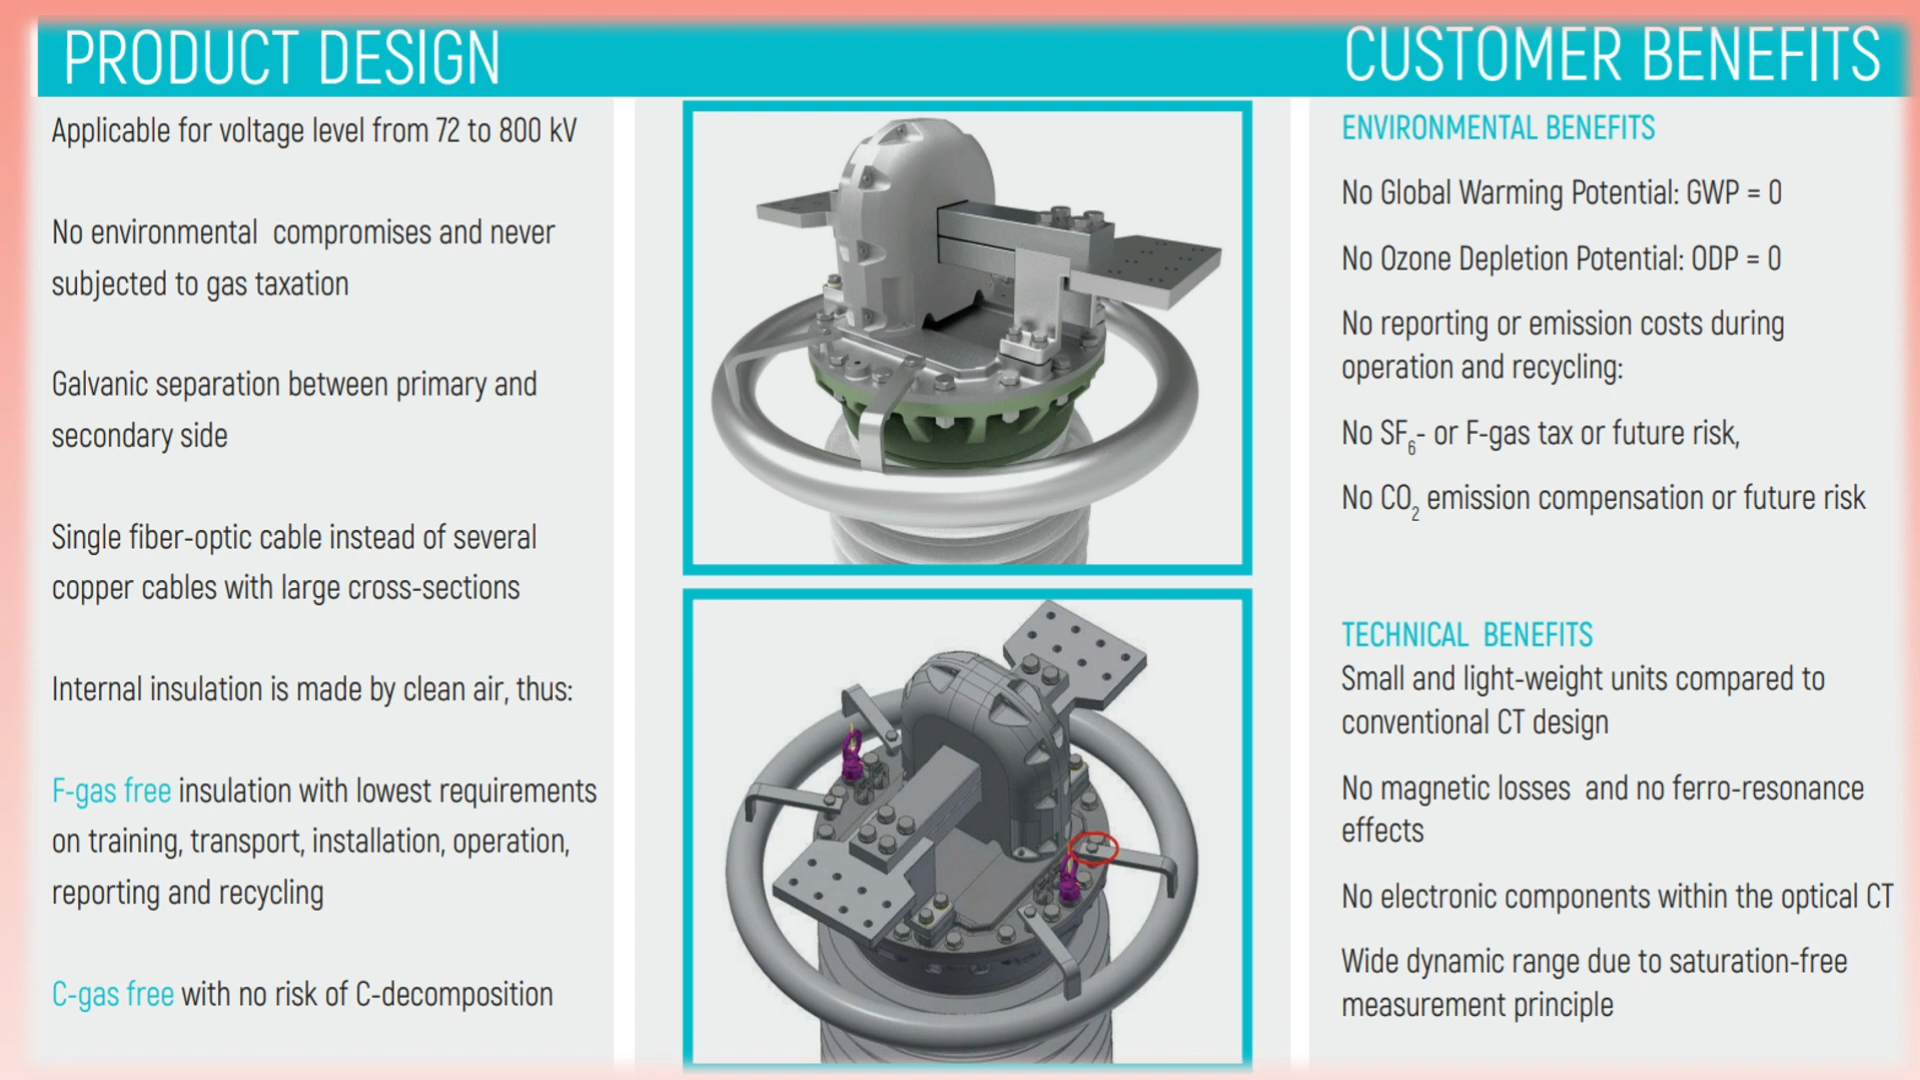 PRODUCT DESIGN
Applicable for voltage level from 72 to 800 kV
No environmental  compromises and never
subjected to gas taxation
Galvanic separation between primary and
secondary side
Single fiber-optic cable instead of several
copper cables with large cross-sections
Internal insulation is made by clean air, thus:
F-gas free insulation with lowest requirements
on training, transport, installation, operation,
reporting and recycling
C-gas free with no risk of C-decomposition
CUSTOMER BENEFITS
ENVIRONMENTAL BENEFITS
No Global Warming Potential: GWP = 0
No Ozone Depletion Potential: ODP = 0
No reporting or emission costs during
operation and recycling:
No SF₆- or F-gas tax or future risk,
No CO₂ emission compensation or future risk
TECHNICAL  BENEFITS
Small and light-weight units compared to
conventional CT design
No magnetic losses  and no ferro-resonance
effects
No electronic components within the optical CT
Wide dynamic range due to saturation-free
measurement principle